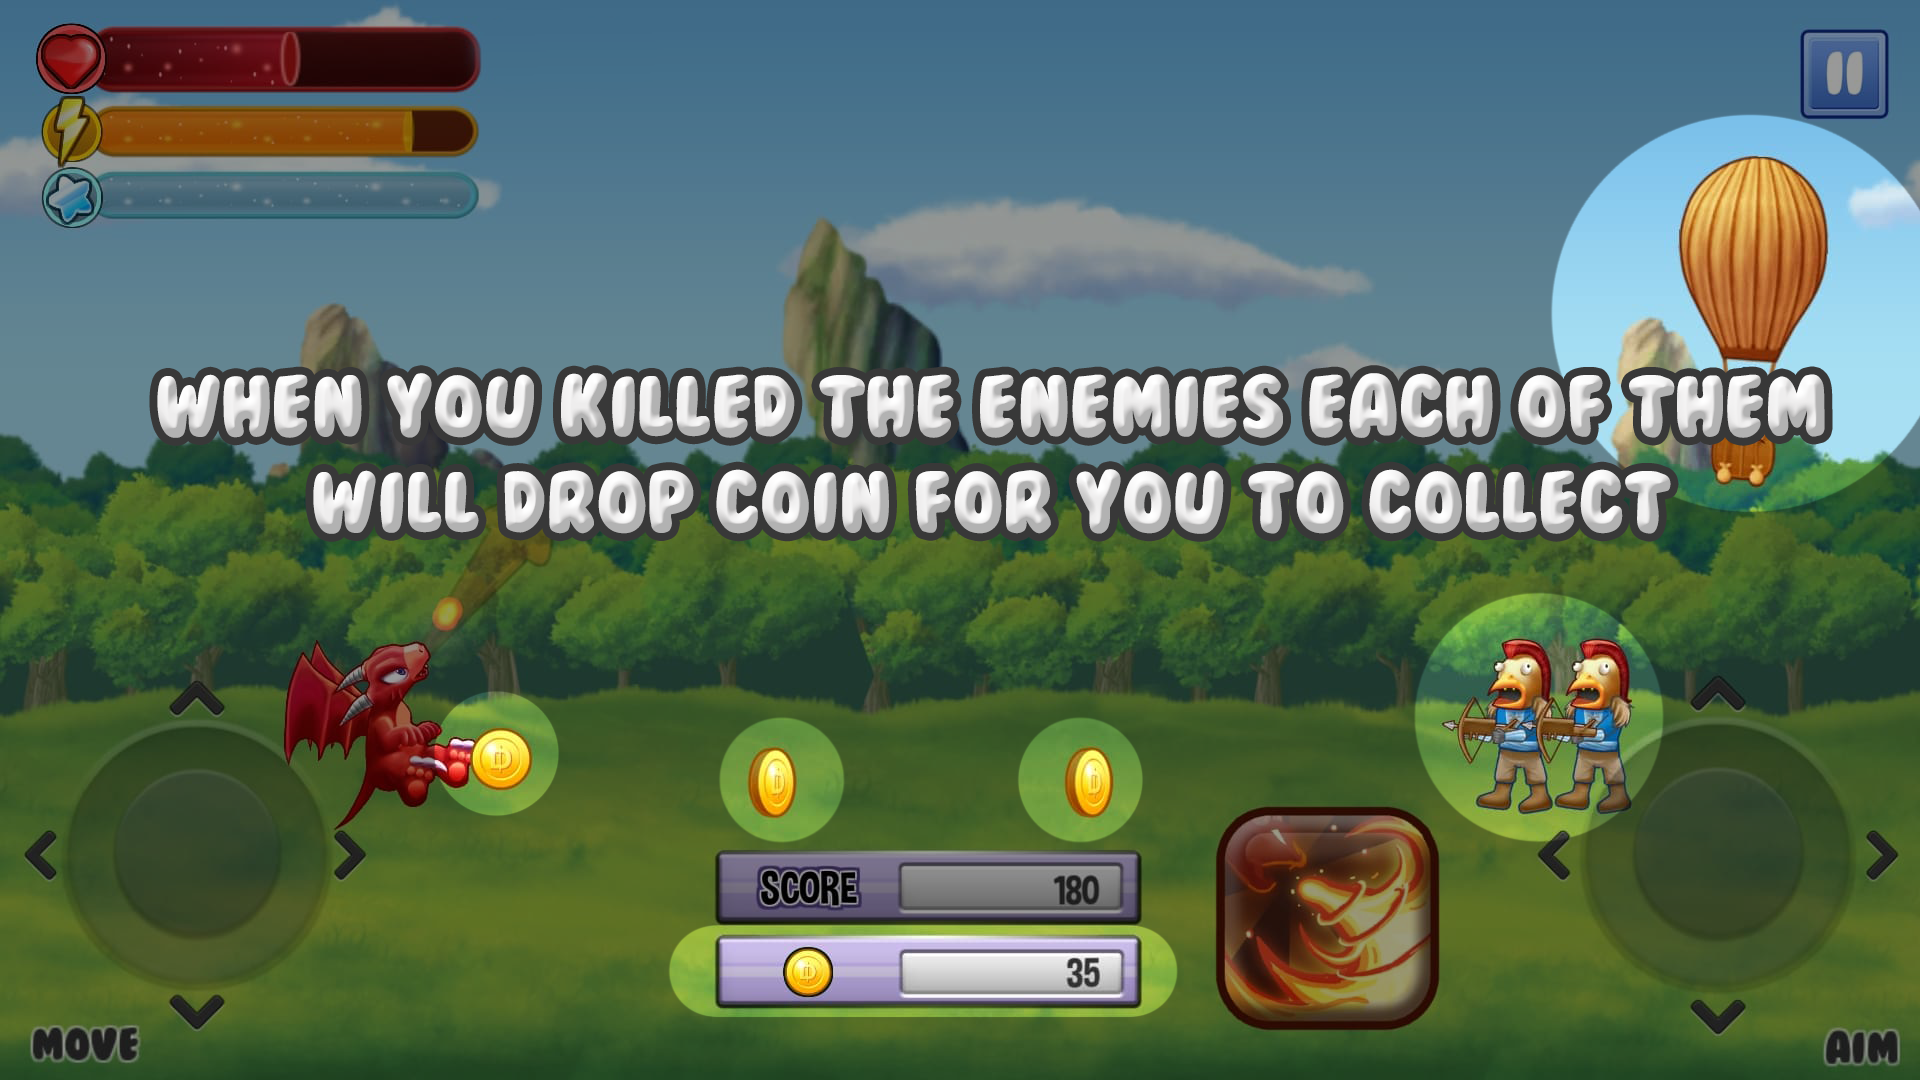 WHEN YOU KILLED THE ENEMIES EACH OF THEM
WILL DROP COIN FOR YOU TO COLLECT
SCORE 180
35
MOVE
AIM